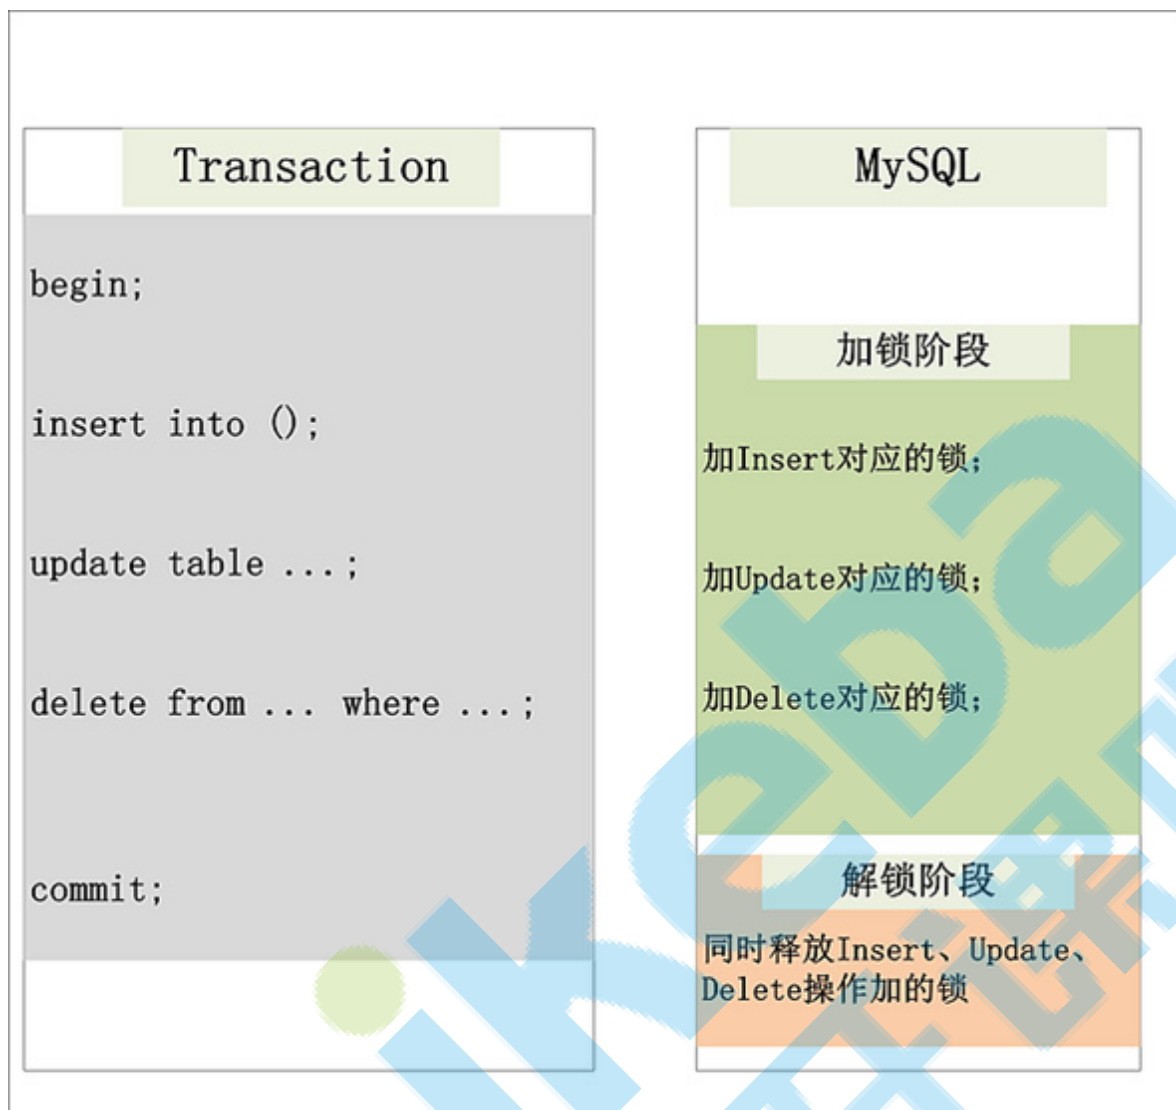 Transaction
begin;
insert into ();
update table ...;
delete from ... where ...;
commit;
MySQL
加锁阶段
加Insert对应的锁;
加Update对应的锁;
加Delete对应的锁;
解锁阶段
同时释放Insert、Update、
Delete操作加的锁